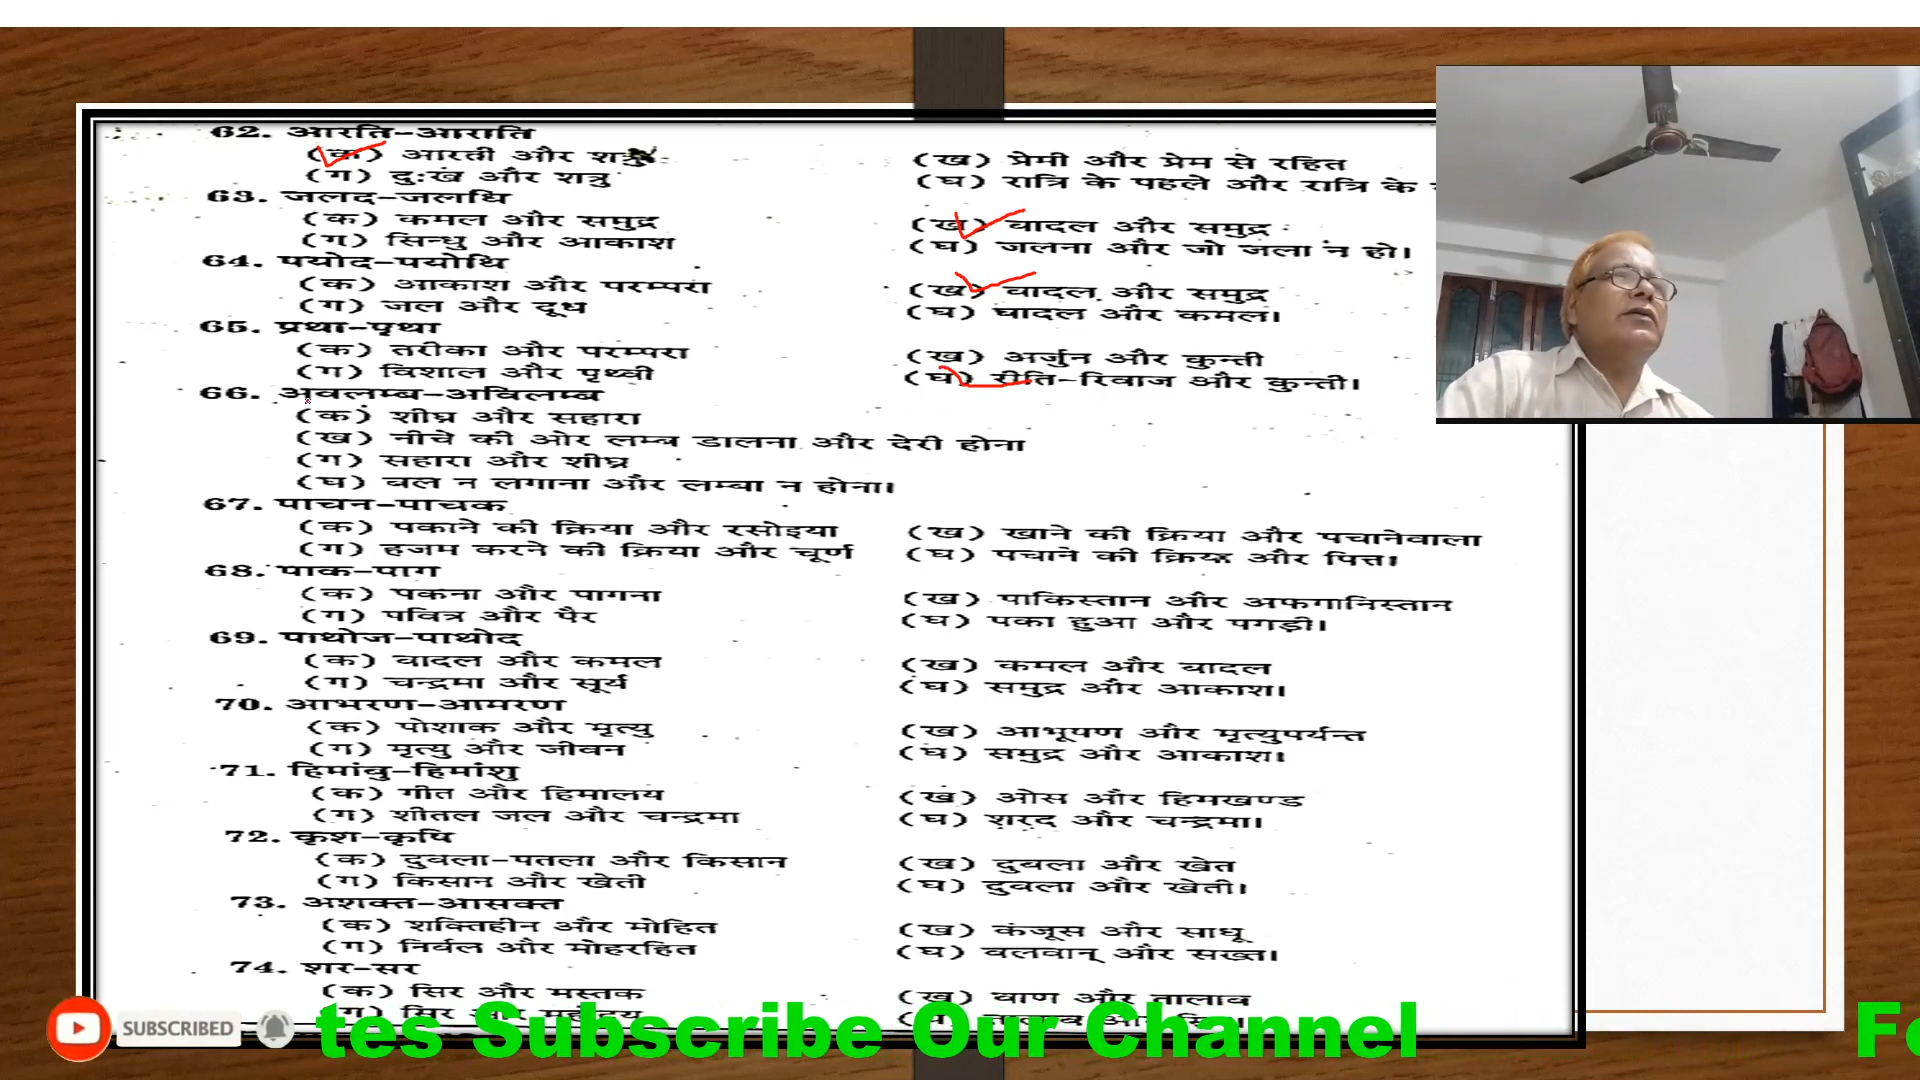 62. आरति-आराति
(क) आरती और शत्रु
(ख) प्रेमी और प्रेम से रहित
(ग) दुःख और शत्रु
(घ) रात्रि के पहले और रात्रि के
63. जलद-जलधि
(क) कमल और समुद्र
(ख) बादल और समुद्र
(ग) सिन्धु और आकाश
(घ) जलना और जो जला न हो।
64. पयोद-पयोधि
(क) आकाश और परम्परा
(ख) बादल और समुद्र
(ग) जल और दूध
(घ) बादल और कमल।
65. प्रथा-पृथा
(क) तरीका और परम्परा
(ख) अर्जुन और कुन्ती
(ग) विशाल और पृथ्वी
(घ) रीति-रिवाज और कुन्ती।
66. अवलम्ब-अविलम्ब
(क) शीघ्र और सहारा
(ख) नीचे की ओर लम्ब डालना और देरी होना
(ग) सहारा और शीघ्र
(घ) बल न लगाना और लम्बा न होना।
67. पाचन-पाचक
(क) पकाने की क्रिया और रसोइया
(ख) खाने की क्रिया और पचानेवाला
(ग) हजम करने की क्रिया और चूर्ण
(घ) पचाने की क्रिया और पित्त।
68. पाक-पाग
(क) पकना और पागना
(ख) पाकिस्तान और अफगानिस्तान
(ग) पवित्र और पैर
(घ) पका हुआ और पगड़ी।
69. पाथोज-पाथोद
(क) बादल और कमल
(ख) कमल और बादल
(ग) चन्द्रमा और सूर्य
(घ) समुद्र और आकाश।
70. आभरण-आमरण
(क) पोशाक और मृत्यु
(ख) आभूषण और मृत्युपर्यन्त
(ग) मृत्यु और जीवन
(घ) समुद्र और आकाश।
71. हिमांबु-हिमांशु
(क) गीत और हिमालय
(ख) ओस और हिमखण्ड
(ग) शीतल जल और चन्द्रमा
(घ) शरद और चन्द्रमा।
72. कृश-कृषि
(क) दुबला-पतला और किसान
(ख) दुबला और खेत
(ग) किसान और खेती
(घ) दुबला और खेती।
73. अशक्त-आसक्त
(क) शक्तिहीन और मोहित
(ख) कंजूस और साधू
(ग) निर्बल और मोहरहित
(घ) बलवान् और सख्त।
74. शर-सर
(क) सिर और मस्तक
(ख) बाण और तालाब
(ग) सिर और महोदय
SUBSCRIBED
tes Subscribe Our Channel
Fo